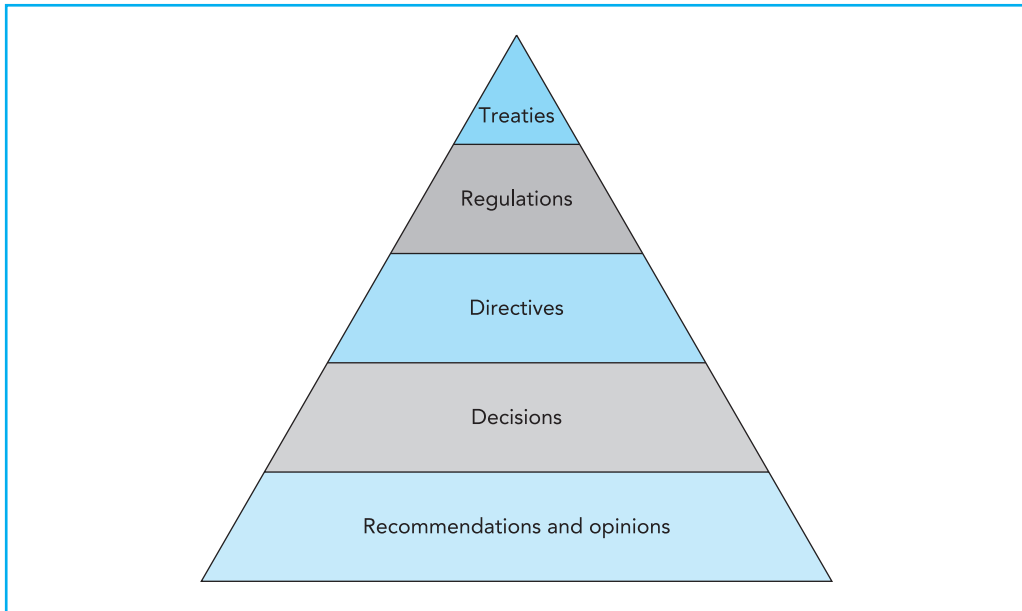 Treaties
Regulations
Directives
Decisions
Recommendations and opinions